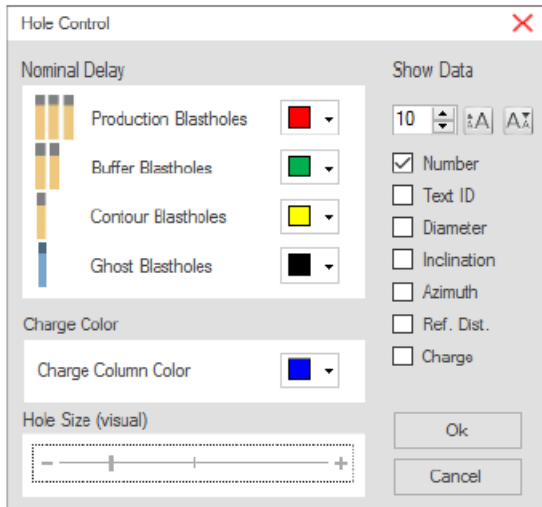 Hole Control
Nominal Delay
Production Blastholes
Buffer Blastholes
Contour Blastholes
Ghost Blastholes
Charge Color
Charge Column Color
Hole Size (visual)
- +
Show Data
10 A A
Number
Text ID
Diameter
Inclination
Azimuth
Ref. Dist.
Charge
Ok
Cancel